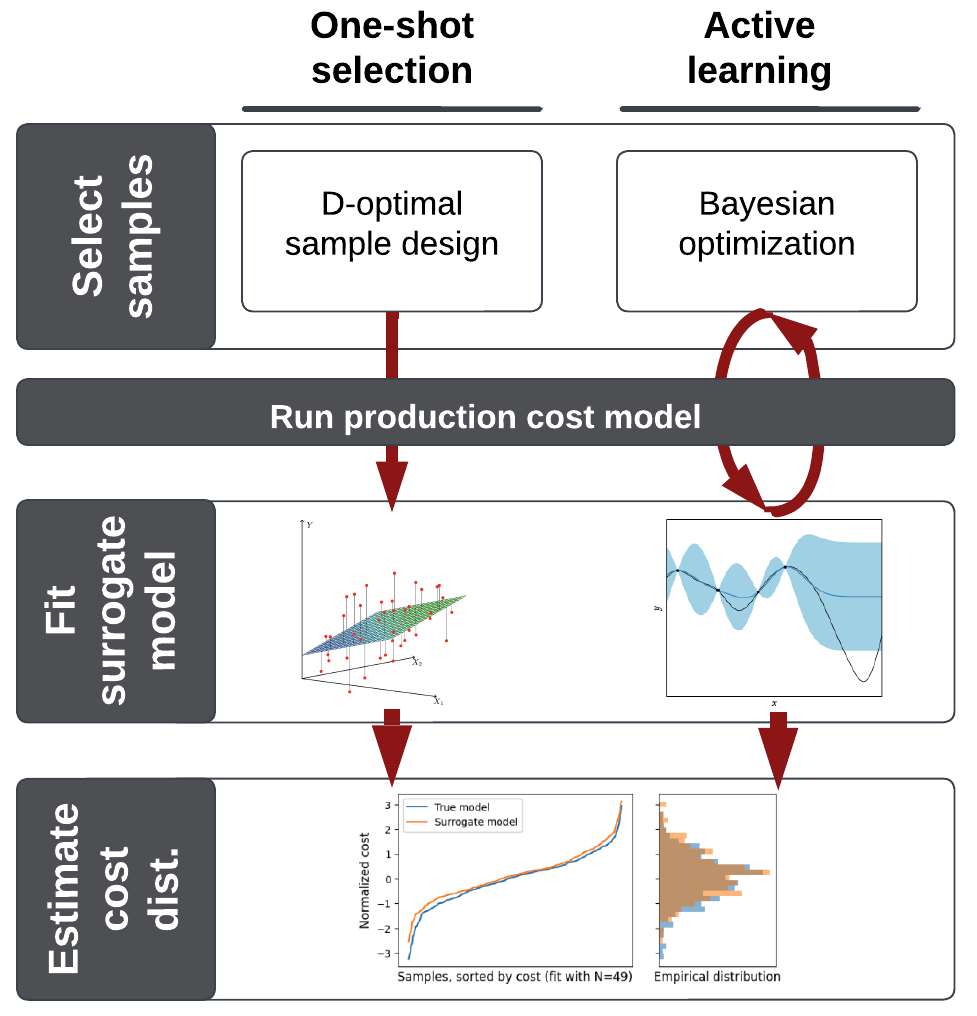 One-shot
selection
Active
learning
Select
samples
D-optimal
sample design
Bayesian
optimization
Run production cost model
Fit
surrogate
model
Y
X₂
X₁
y
x
Estimate
cost
dist.
Normalized cost
3
2
1
0
−1
−2
−3
True model
Surrogate model
Samples, sorted by cost (fit with N=49)
Empirical distribution